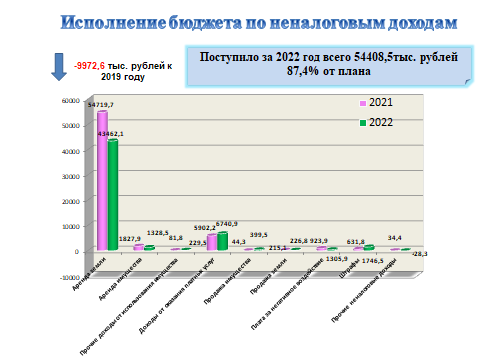 Исполнение бюджета по неналоговым доходам
-9972,6 тыс. рублей к
2019 году
Поступило за 2022 год всего 54408,5тыс. рублей
87,4% от плана
2021
2022
60000
50000
40000
30000
20000
10000
0
-10000
54719,7
43462,1
1827,9
1328,5
81,8
229,5
5902,2
6740,9
44,3
399,5
215,1
226,8
923,9
1305,9
631,8
1746,5
34,4
-28,3
Аренда земли
Аренда имущества
Прочие доходы от использования имущества
Доходы от оказания платных услуг
Продажа имущества
Продажа земли
Плата за негативное воздействие
Штрафы
Прочие неналоговые доходы